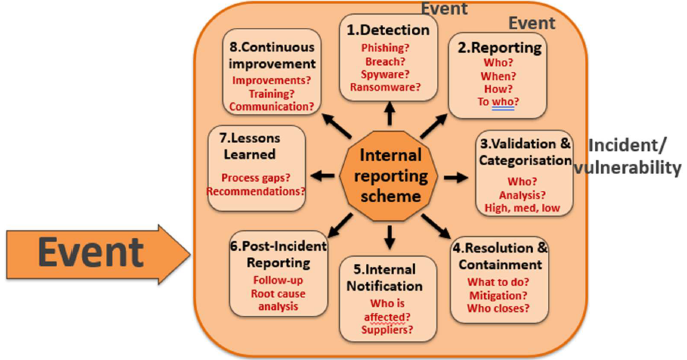 Event
Event
1.Detection
Phishing?
Breach?
Spyware?
Ransomware?
2.Reporting
Who?
When?
How?
To who?
Incident/
vulnerability
3.Validation &
Categorisation
Who?
Analysis?
High, med, low
4.Resolution &
Containment
What to do?
Mitigation?
Who closes?
5.Internal
Notification
Who is
affected?
Suppliers?
6.Post-Incident
Reporting
Follow-up
Root cause
analysis
7.Lessons
Learned
Process gaps?
Recommendations?
8.Continuous
improvement
Improvements?
Training?
Communication?
Internal
reporting
scheme
Event